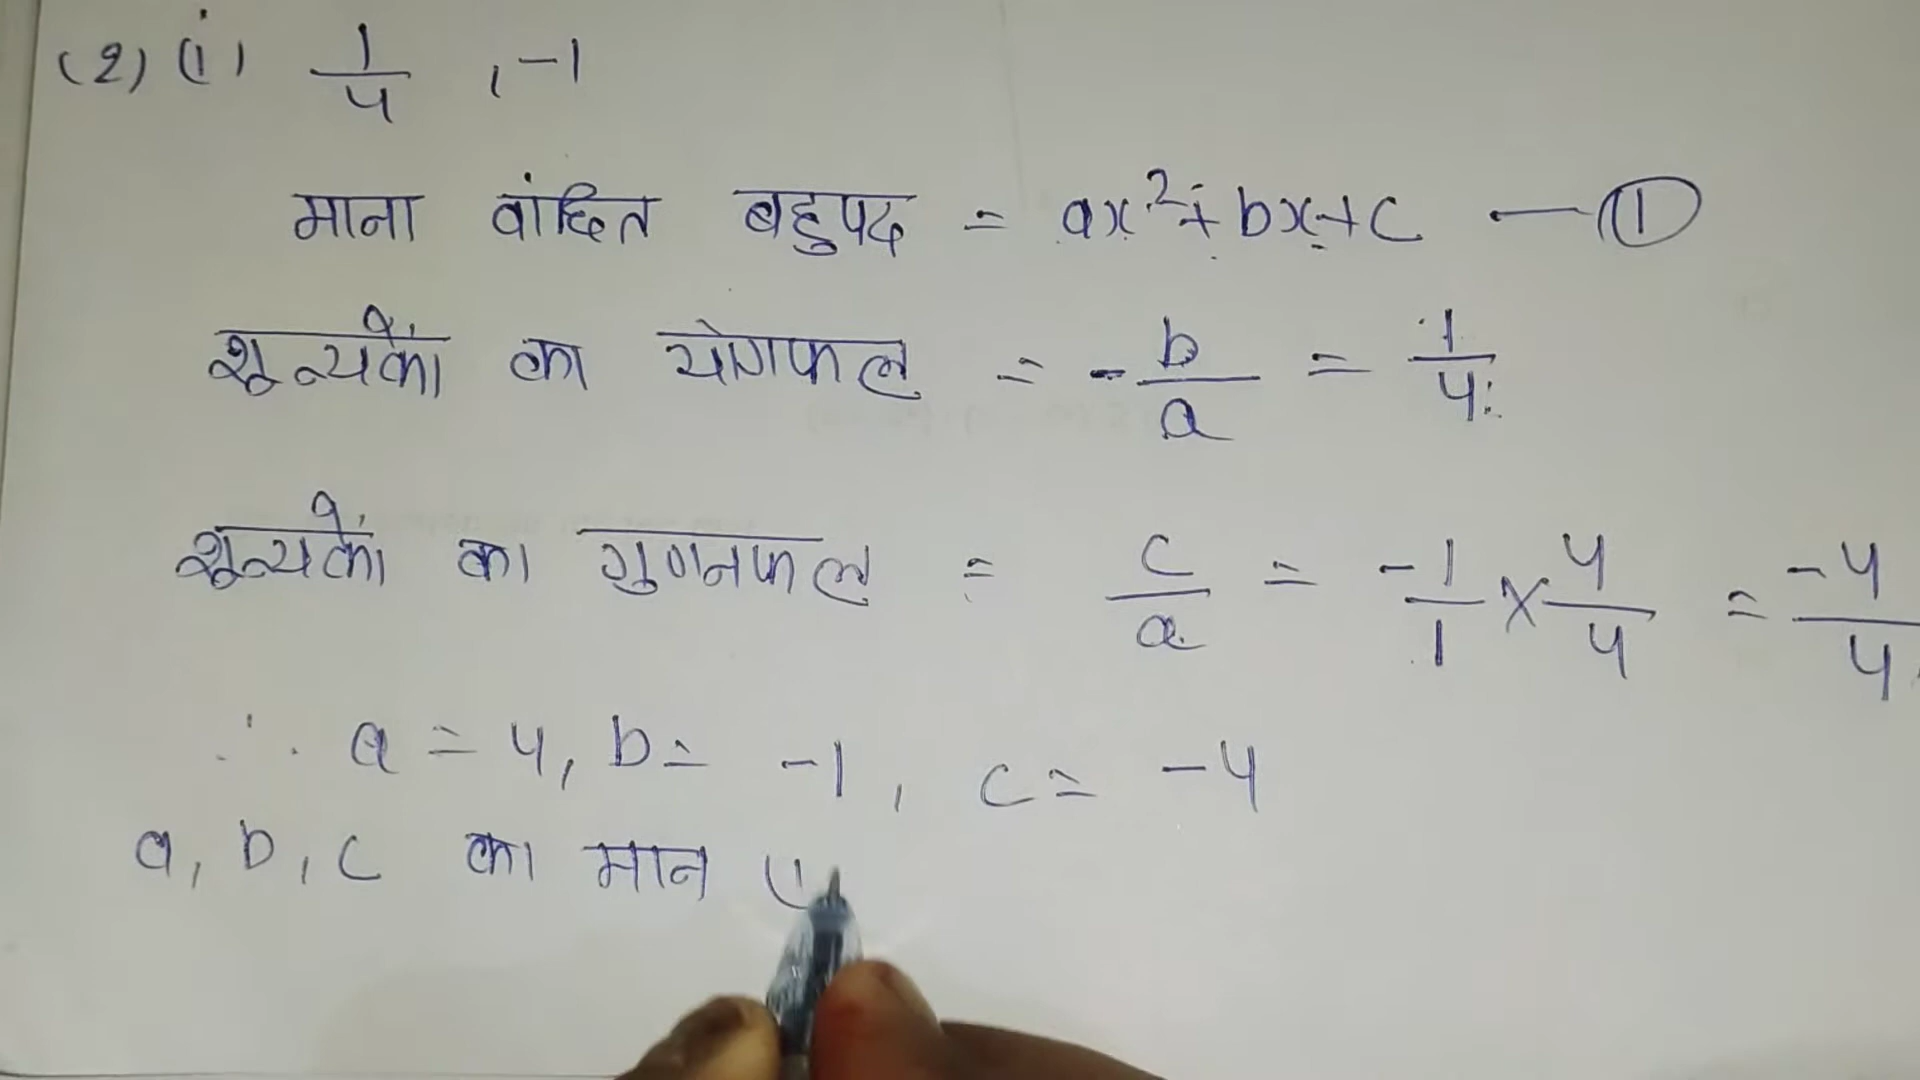 (2) (i) 1/4 , -1
माना वांछित बहुपद = ax²+bx+c —①
शून्यकों का योगफल = -b/a = 1/4
शून्यकों का गुणनफल = c/a = -1/1 × 4/4 = -4/4
∴ a = 4, b = -1, c = -4
a, b, c का मान (1